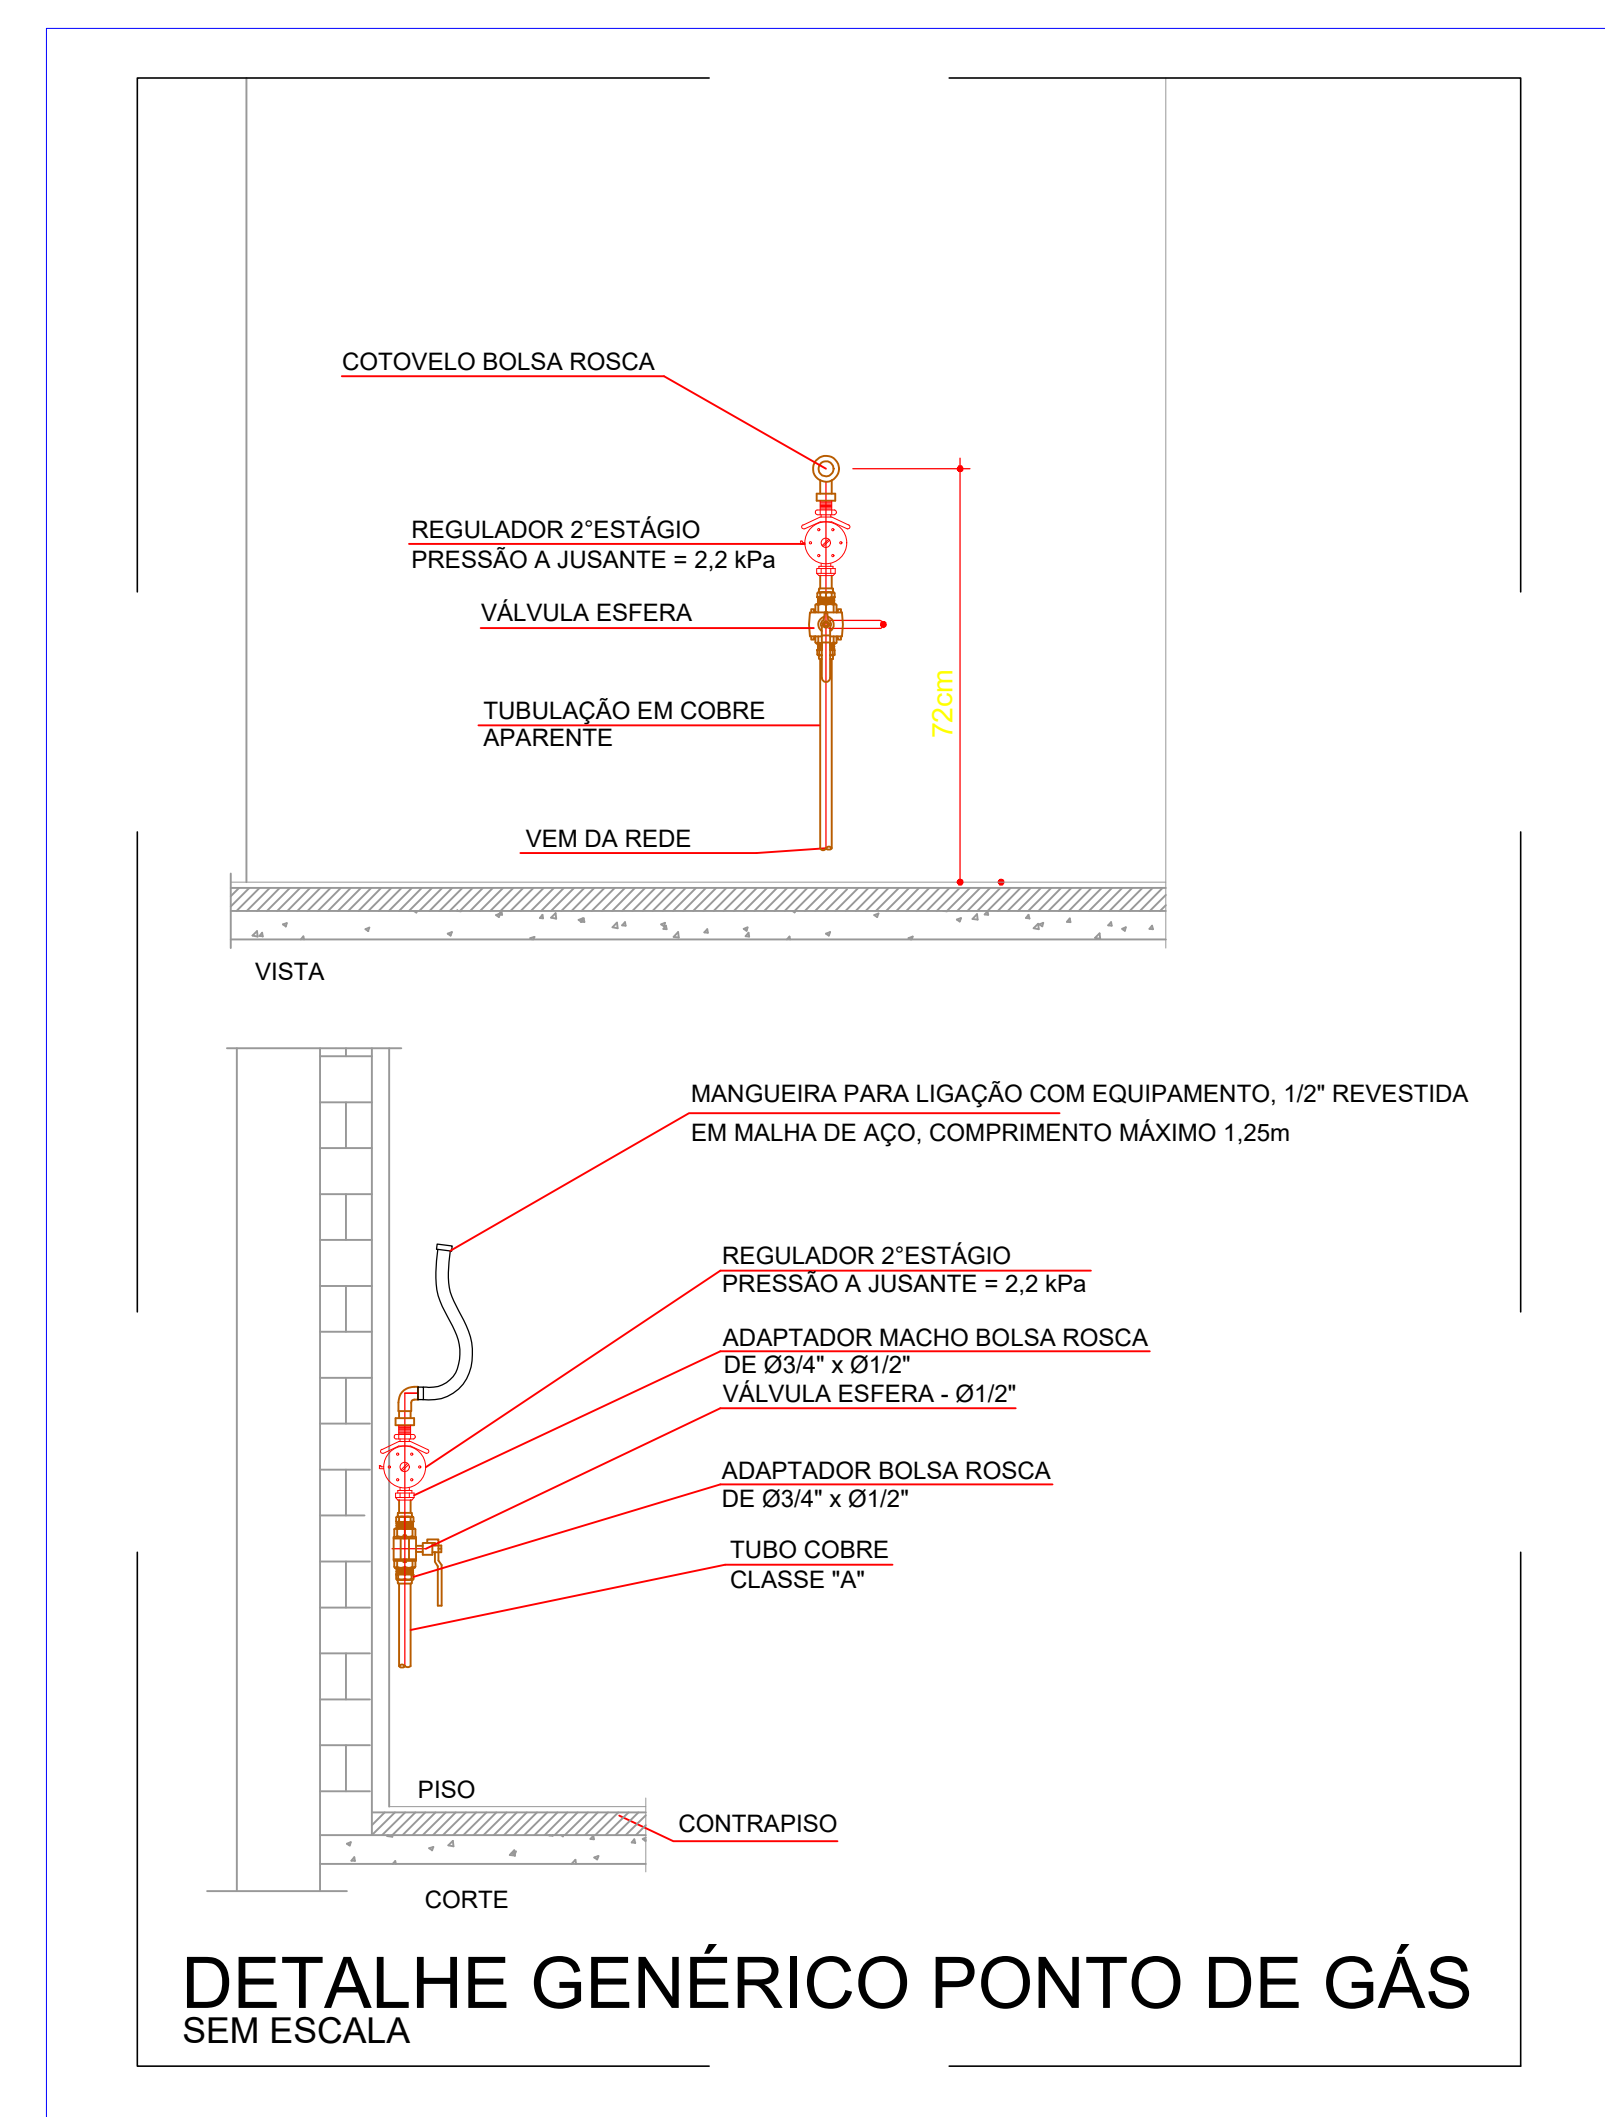 COTOVELO BOLSA ROSCA
REGULADOR 2°ESTÁGIO
PRESSÃO A JUSANTE = 2,2 kPa
VÁLVULA ESFERA
72cm
TUBULAÇÃO EM COBRE
APARENTE
VEM DA REDE
VISTA
MANGUEIRA PARA LIGAÇÃO COM EQUIPAMENTO, 1/2" REVESTIDA
EM MALHA DE AÇO, COMPRIMENTO MÁXIMO 1,25m
REGULADOR 2°ESTÁGIO
PRESSÃO A JUSANTE = 2,2 kPa
ADAPTADOR MACHO BOLSA ROSCA
DE Ø3/4" x Ø1/2"
VÁLVULA ESFERA - Ø1/2"
ADAPTADOR BOLSA ROSCA
DE Ø3/4" x Ø1/2"
TUBO COBRE
CLASSE "A"
PISO
CONTRAPISO
CORTE
DETALHE GENÉRICO PONTO DE GÁS
SEM ESCALA